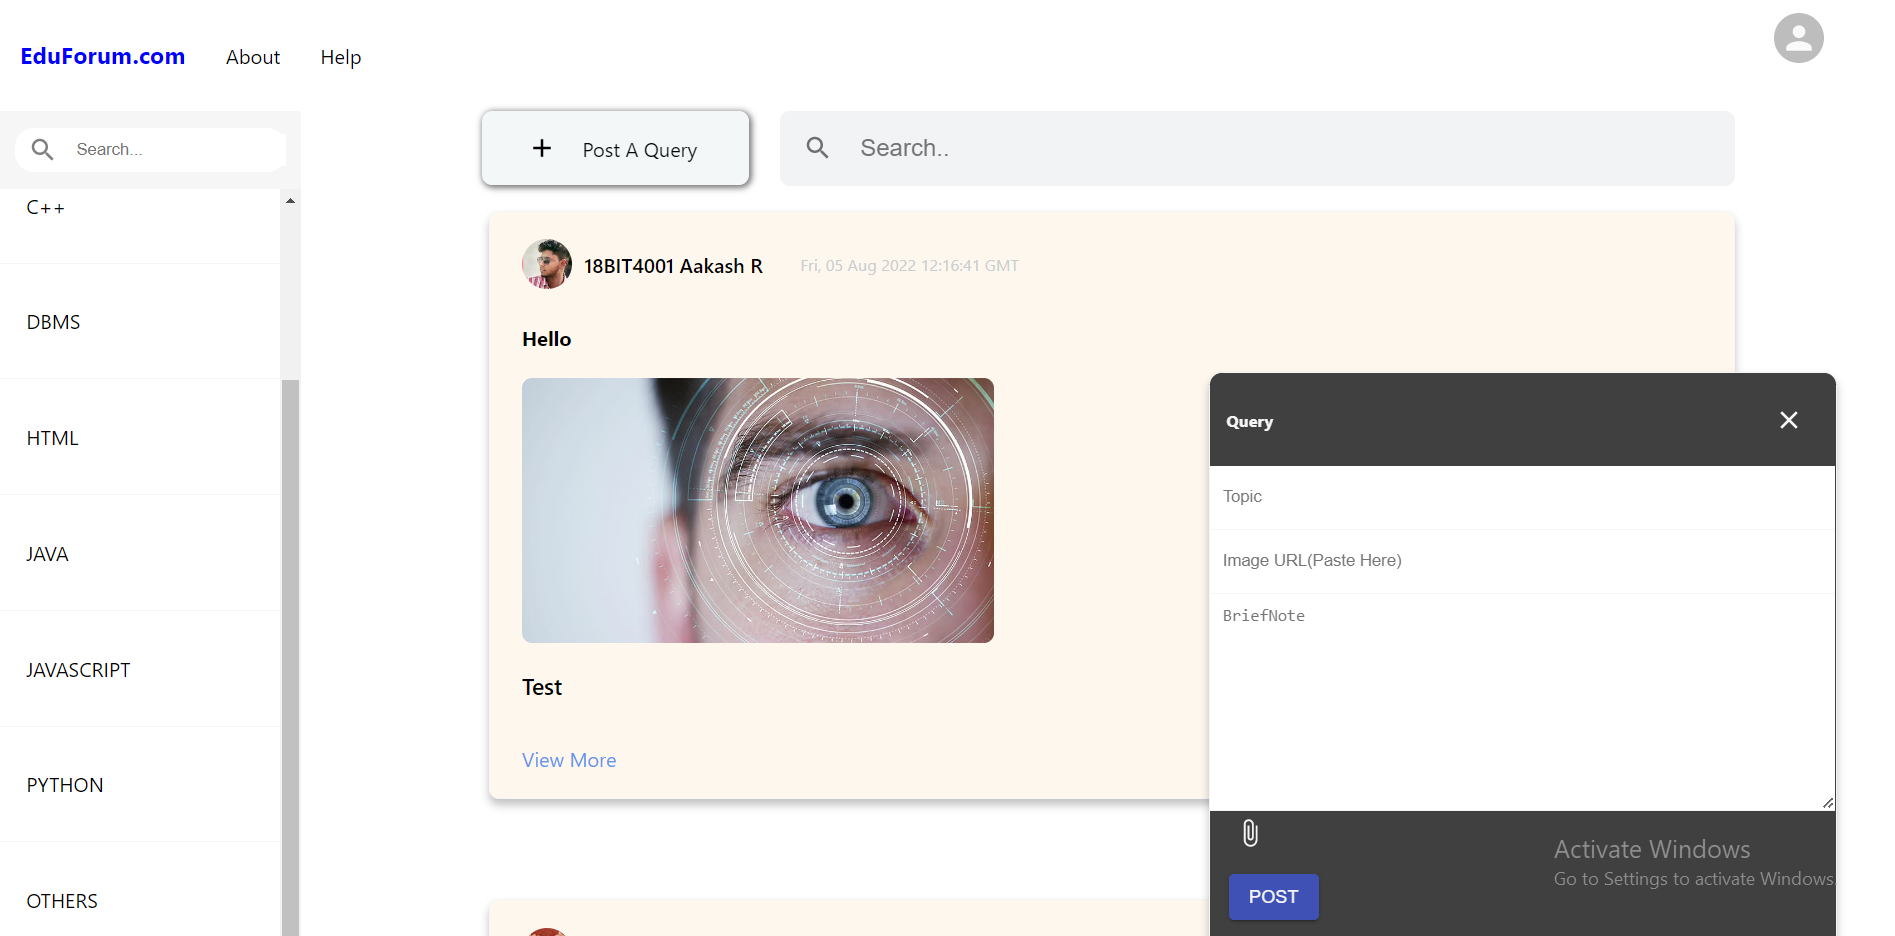 EduForum.com About Help
Search...
Post A Query
Search..
C++
DBMS
HTML
JAVA
JAVASCRIPT
PYTHON
OTHERS
18BIT4001 Aakash R Fri, 05 Aug 2022 12:16:41 GMT
Hello
Test
View More
Query
Topic
Image URL(Paste Here)
BriefNote
POST
Activate Windows
Go to Settings to activate Windows.